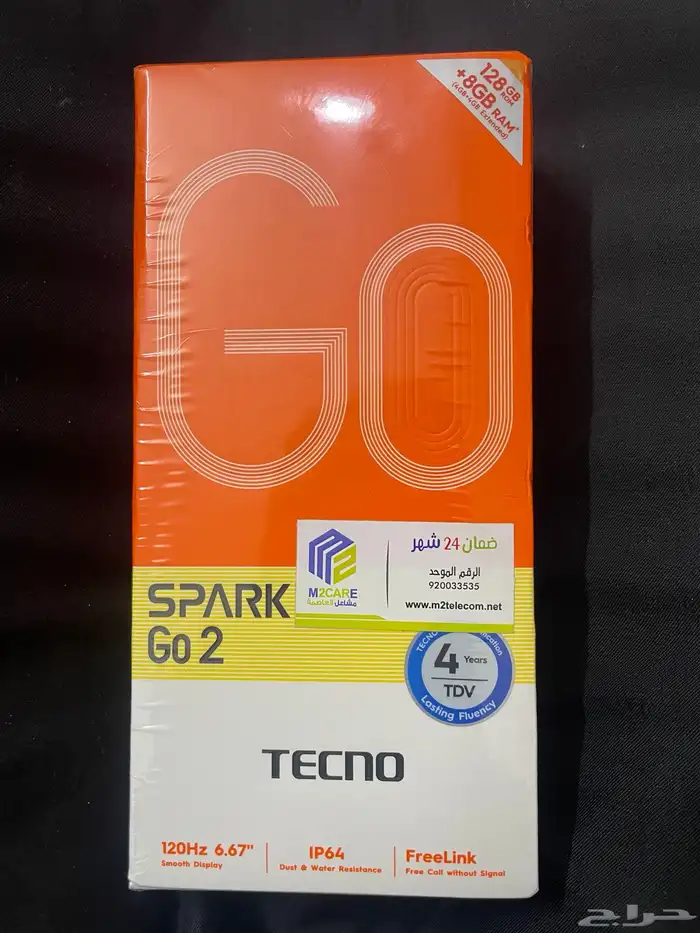 128GB ROM
+8GB RAM*
(4GB+4GB Extended)
Go
ضمان 24 شهر
الرقم الموحد
920033535
www.m2telecom.net
M2CARE
مشاعل العاصمة
SPARK
Go 2
TECNO
4 Years
TDV
Lasting Fluency
TECNO
120Hz 6.67"
Smooth Display
IP64
Dust & Water Resistance
FreeLink
Free Call without Signal
حراج